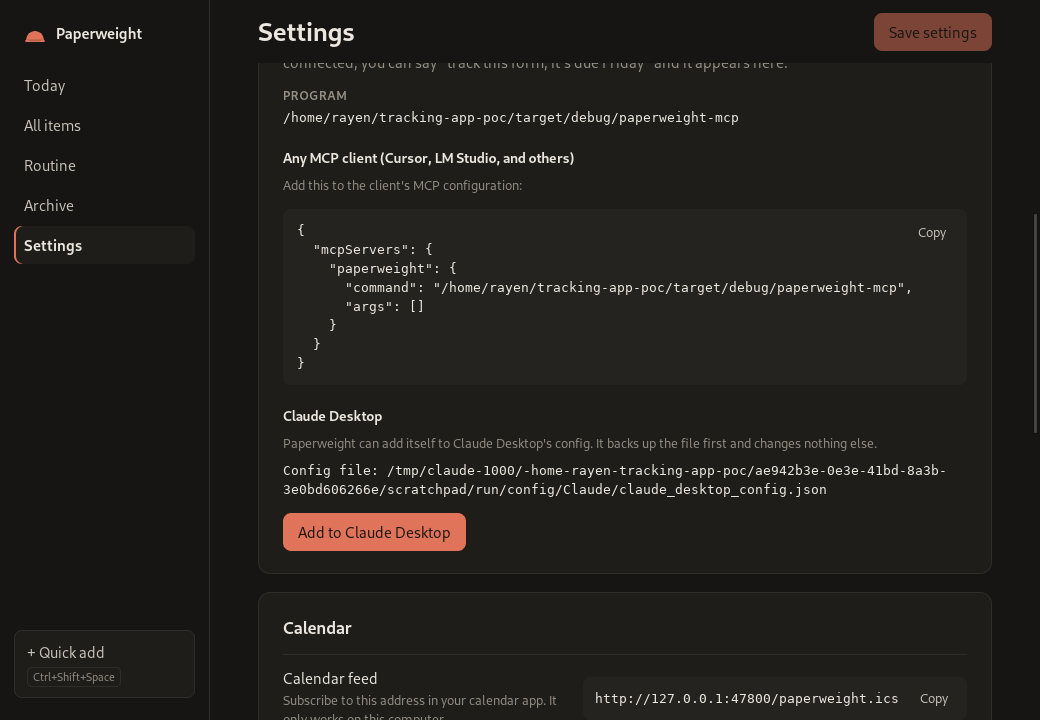 Paperweight
Today
All items
Routine
Archive
Settings
+ Quick add
Ctrl+Shift+Space
Settings
Save settings
connected, you can say "track this form, it's due Friday" and it appears here.
PROGRAM
/home/rayen/tracking-app-poc/target/debug/paperweight-mcp
Any MCP client (Cursor, LM Studio, and others)
Add this to the client's MCP configuration:
Copy
{
  "mcpServers": {
    "paperweight": {
      "command": "/home/rayen/tracking-app-poc/target/debug/paperweight-mcp",
      "args": []
    }
  }
}
Claude Desktop
Paperweight can add itself to Claude Desktop's config. It backs up the file first and changes nothing else.
Config file: /tmp/claude-1000/-home-rayen-tracking-app-poc/ae942b3e-0e3e-41bd-8a3b-
3e0bd606266e/scratchpad/run/config/Claude/claude_desktop_config.json
Add to Claude Desktop
Calendar
Calendar feed
Subscribe to this address in your calendar app. It
only works on this computer.
http://127.0.0.1:47800/paperweight.ics
Copy